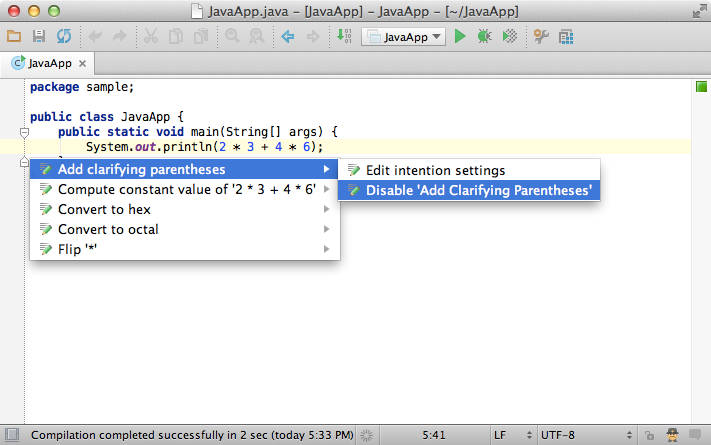 JavaApp.java – [JavaApp] – JavaApp – [~/JavaApp]
JavaApp
JavaApp
package sample;
public class JavaApp {
public static void main(String[] args) {
System.out.println(2 * 3 + 4 * 6);
Add clarifying parentheses
Compute constant value of '2 * 3 + 4 * 6'
Convert to hex
Convert to octal
Flip '*'
Edit intention settings
Disable 'Add Clarifying Parentheses'
Compilation completed successfully in 2 sec (today 5:33 PM) 5:41 LF UTF-8